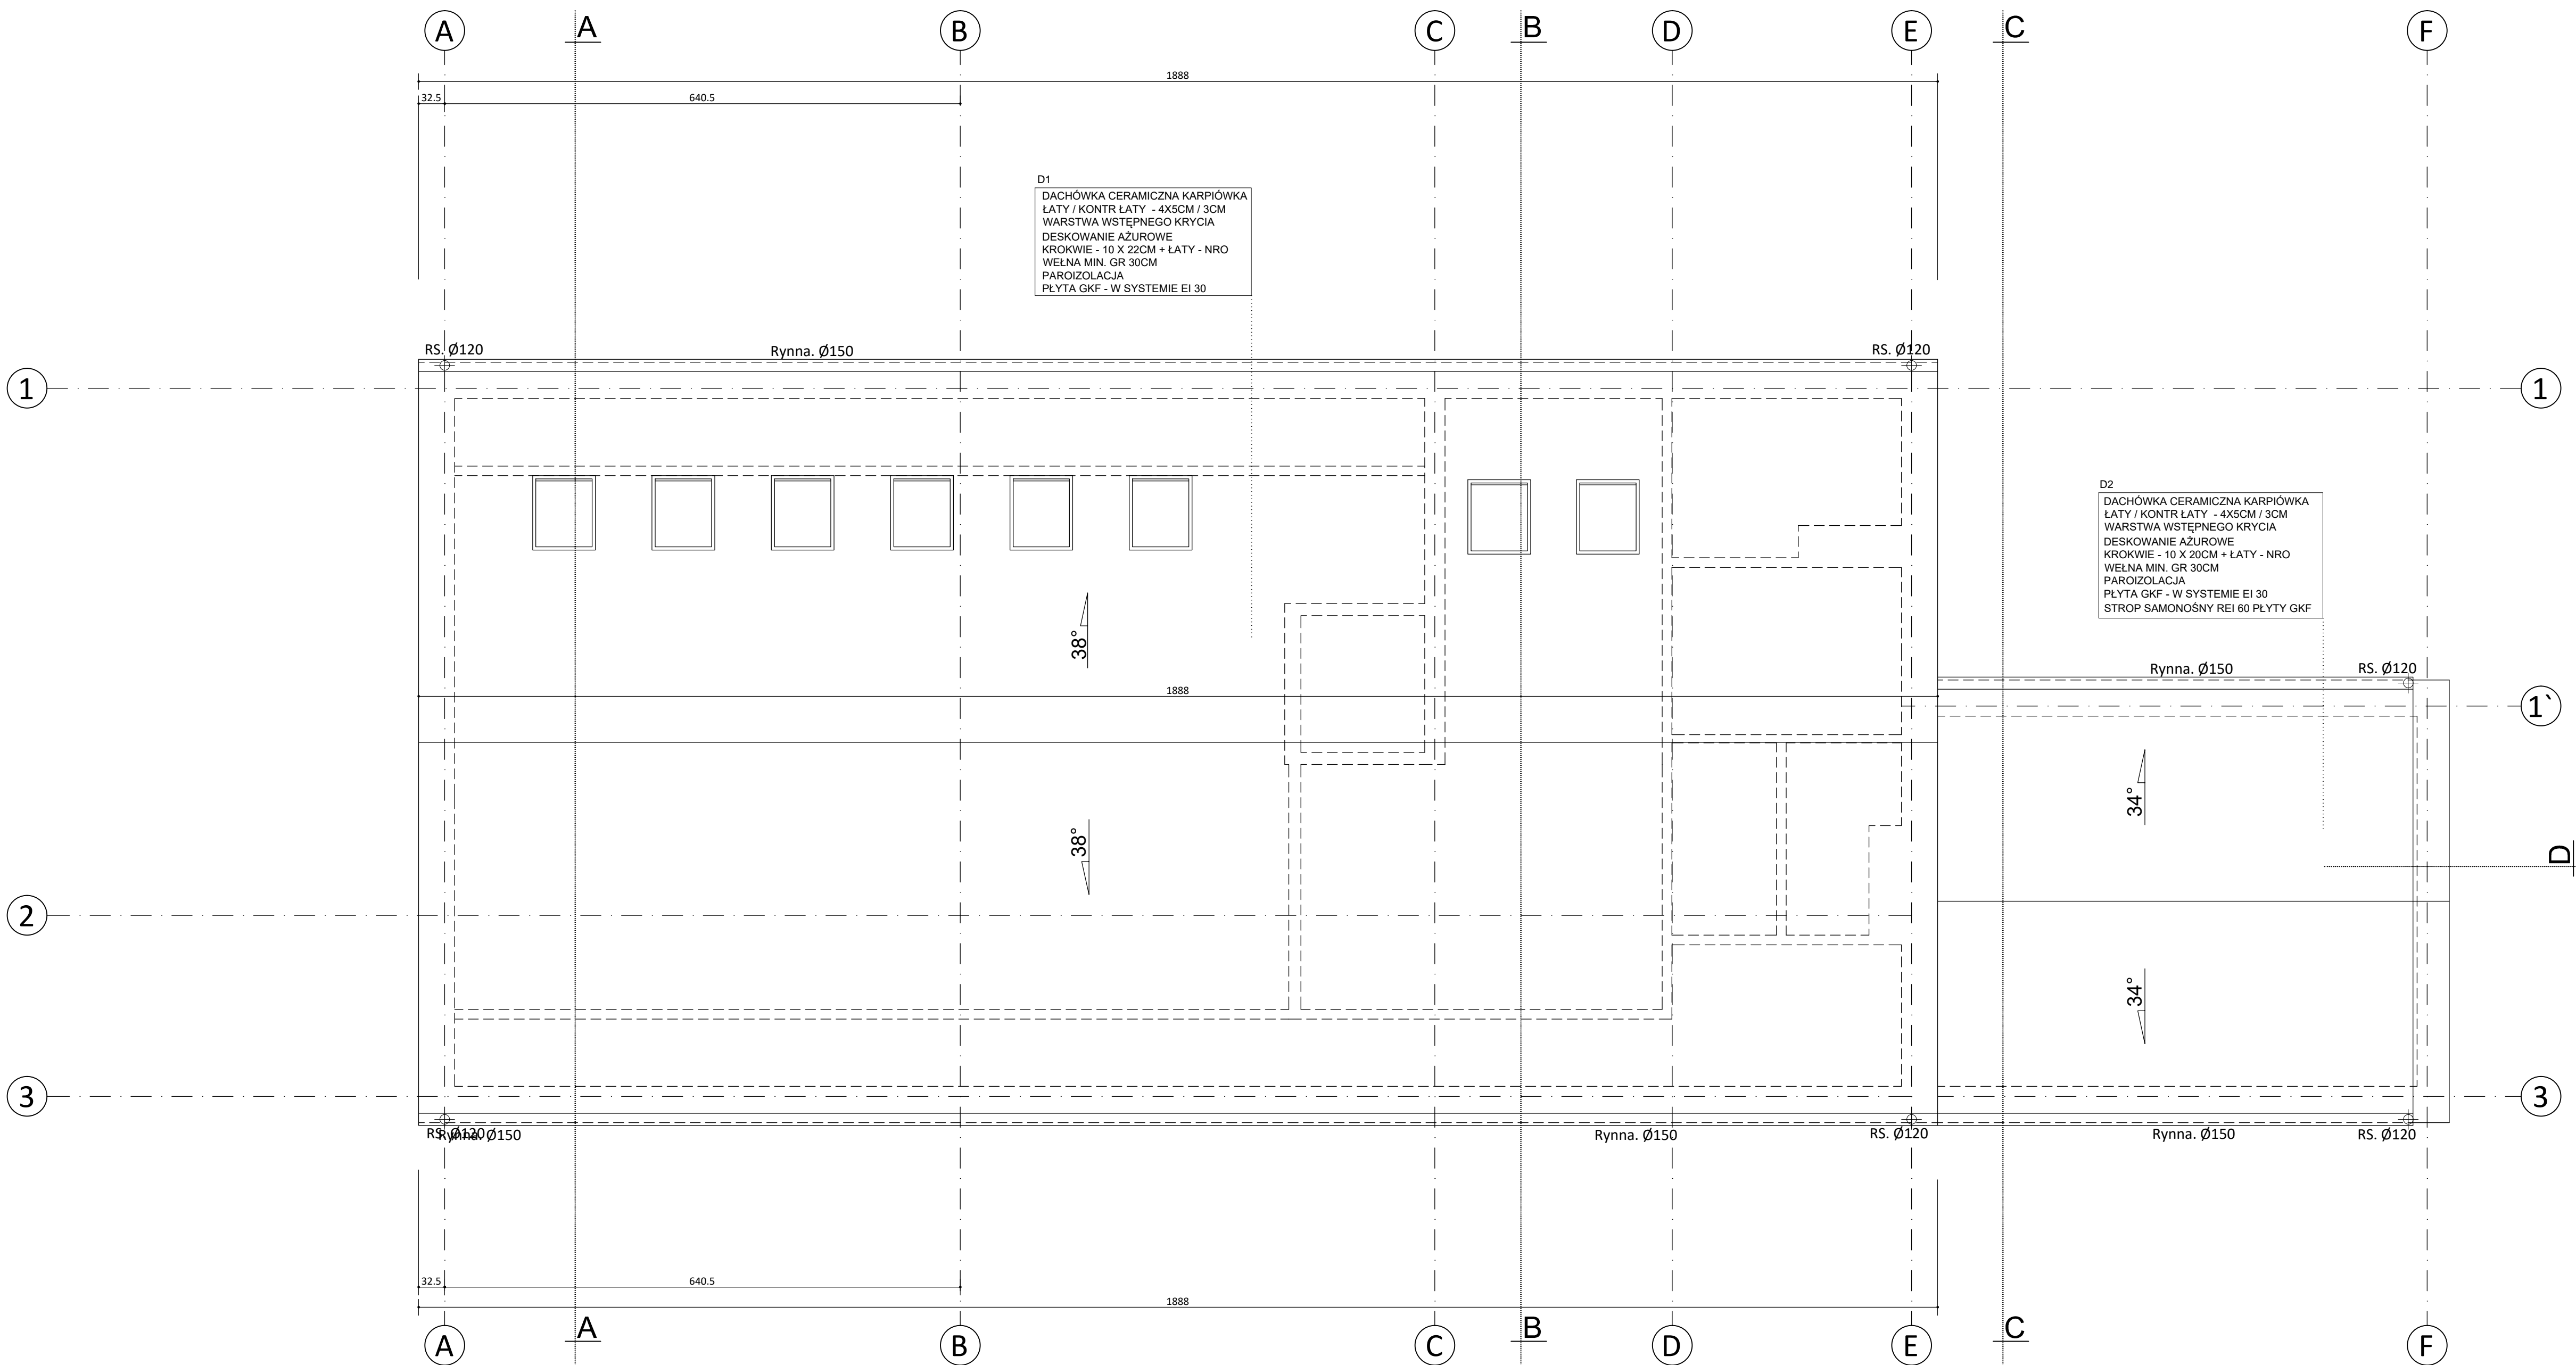 A A B C B D E C F
1888
32.5 640.5
D1
DACHÓWKA CERAMICZNA KARPIÓWKA
ŁATY / KONTR ŁATY - 4X5CM / 3CM
WARSTWA WSTĘPNEGO KRYCIA
DESKOWANIE AŻUROWE
KROKWIE - 10 X 22CM + ŁATY - NRO
WEŁNA MIN. GR 30CM
PAROIZOLACJA
PŁYTA GKF - W SYSTEMIE EI 30
RS. Ø120 Rynna. Ø150 RS. Ø120
1 1
D2
DACHÓWKA CERAMICZNA KARPIÓWKA
ŁATY / KONTR ŁATY - 4X5CM / 3CM
WARSTWA WSTĘPNEGO KRYCIA
DESKOWANIE AŻUROWE
KROKWIE - 10 X 20CM + ŁATY - NRO
WEŁNA MIN. GR 30CM
PAROIZOLACJA
PŁYTA GKF - W SYSTEMIE EI 30
STROP SAMONOŚNY REI 60 PŁYTY GKF
38°
Rynna. Ø150 RS. Ø120
1888
1`
34°
38°
D
2
34°
3 3
RS. Ø120 Rynna. Ø150 Rynna. Ø150 RS. Ø120 Rynna. Ø150 RS. Ø120
32.5 640.5
1888
A A B C B D E C F